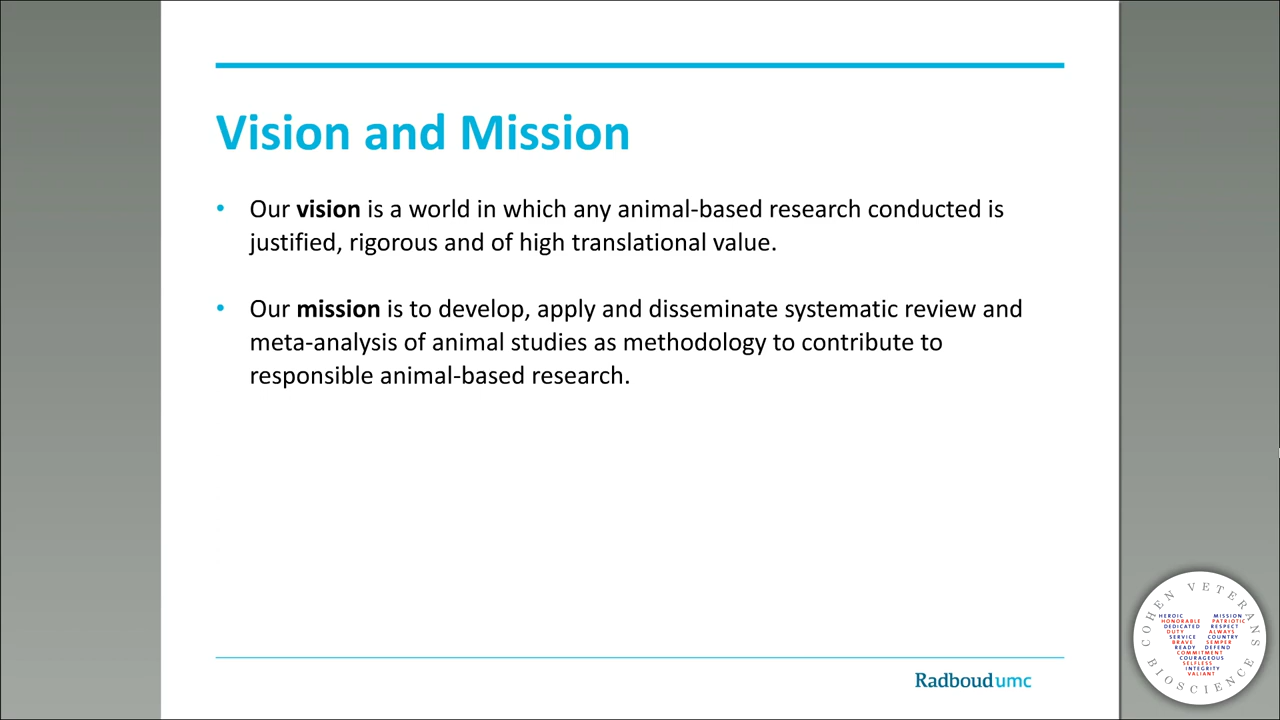 Vision and Mission
• Our vision is a world in which any animal-based research conducted is
justified, rigorous and of high translational value.
• Our mission is to develop, apply and disseminate systematic review and
meta-analysis of animal studies as methodology to contribute to
responsible animal-based research.
Radboudumc
COHEN VETERANS
BIOSCIENCE
HEROIC MISSION
HONORABLE PATRIOTIC
DEDICATED RESPECT
DUTY ALWAYS
SERVICE COUNTRY
BRAVE SEMPER
READY DEFEND
COMMITMENT
COURAGEOUS
SELFLESS
INTEGRITY
VALIANT